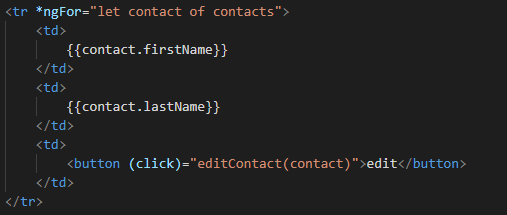 <tr *ngFor="let contact of contacts">
<td>
{{contact.firstName}}
</td>
<td>
{{contact.lastName}}
</td>
<td>
<button (click)="editContact(contact)">edit</button>
</td>
</tr>